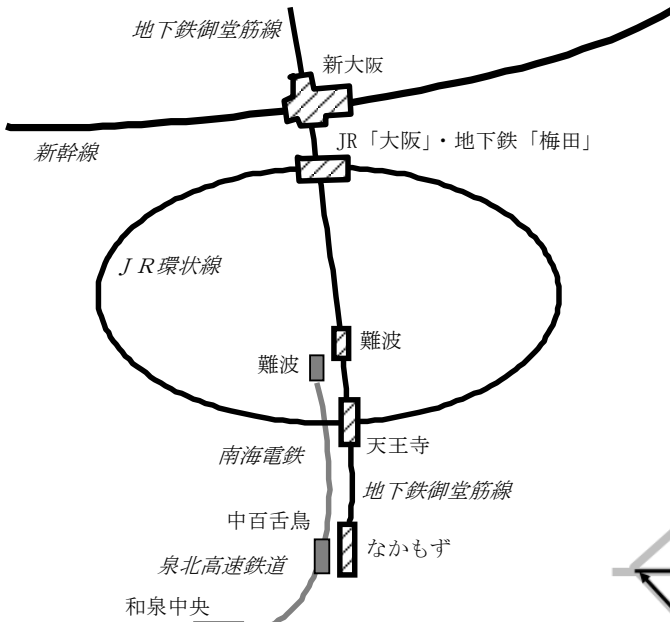 地下鉄御堂筋線
新大阪
新幹線
JR「大阪」・地下鉄「梅田」
ＪＲ環状線
難波
難波
天王寺
南海電鉄
地下鉄御堂筋線
中百舌鳥
なかもず
泉北高速鉄道
和泉中央